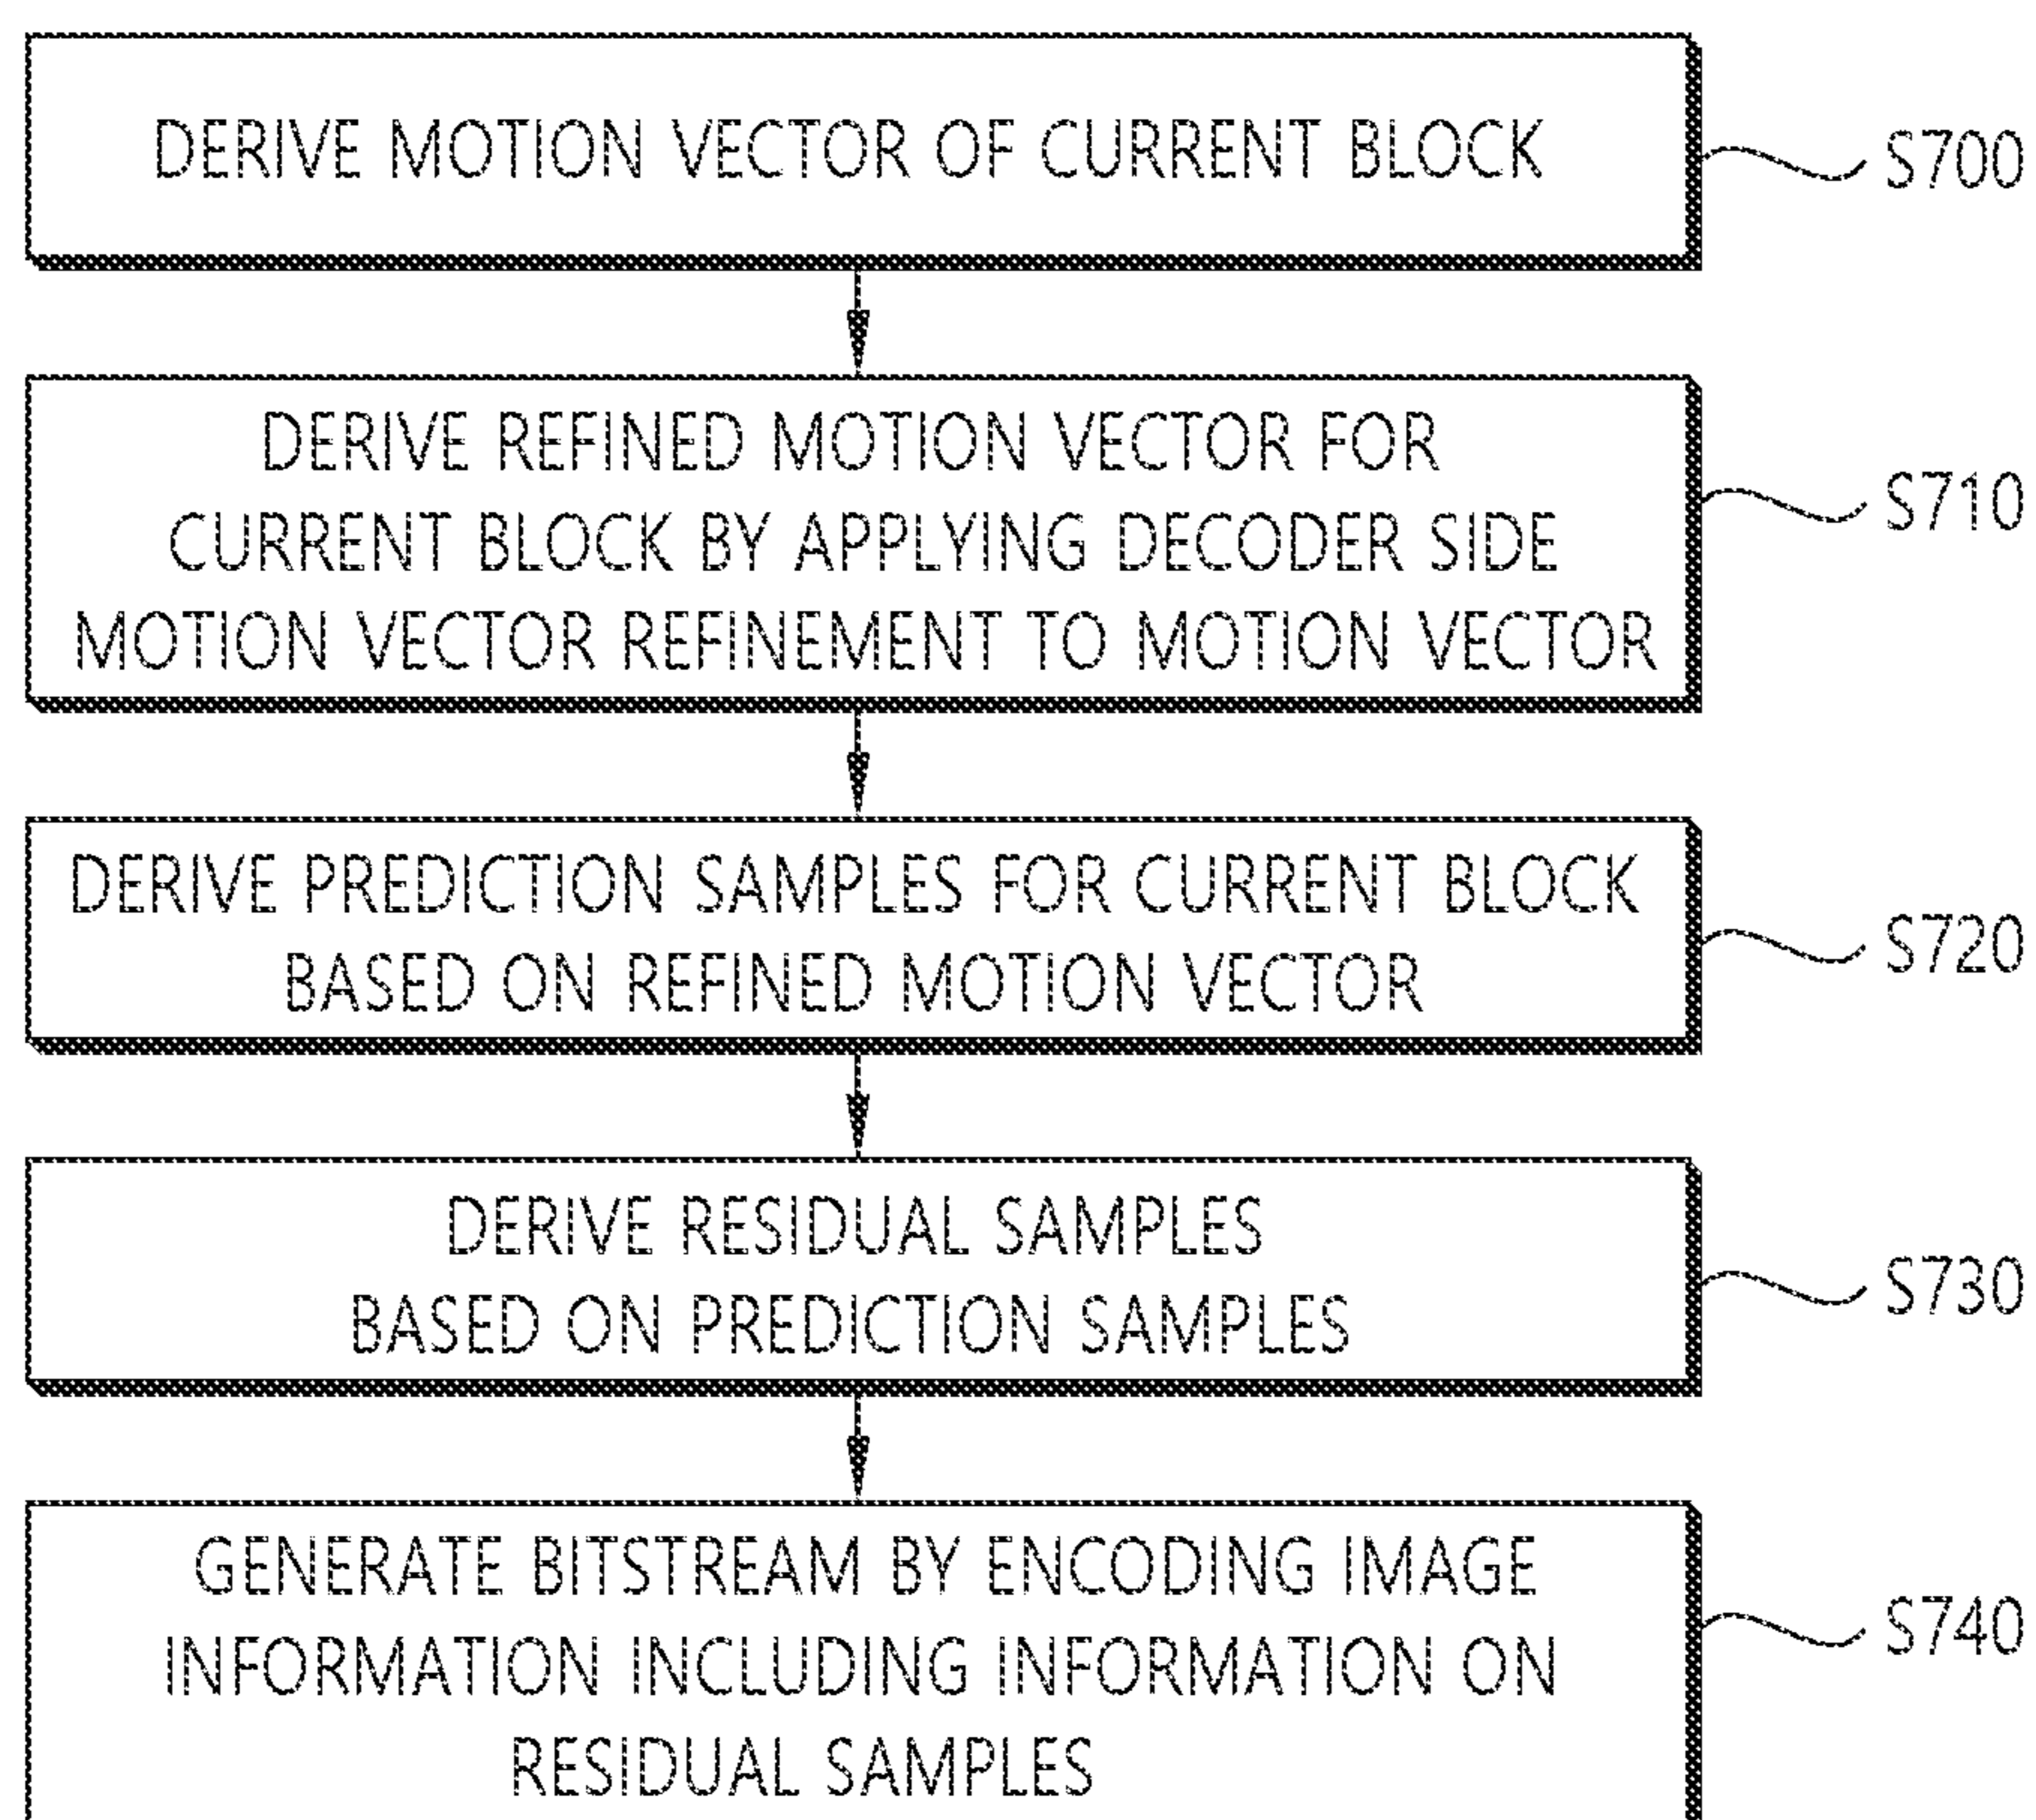 DERIVE MOTION VECTOR OF CURRENT BLOCK
S700
DERIVE REFINED MOTION VECTOR FOR
CURRENT BLOCK BY APPLYING DECODER SIDE
MOTION VECTOR REFINEMENT TO MOTION VECTOR
S710
DERIVE PREDICTION SAMPLES FOR CURRENT BLOCK
BASED ON REFINED MOTION VECTOR
S720
DERIVE RESIDUAL SAMPLES
BASED ON PREDICTION SAMPLES
S730
GENERATE BITSTREAM BY ENCODING IMAGE
INFORMATION INCLUDING INFORMATION ON
RESIDUAL SAMPLES
S740